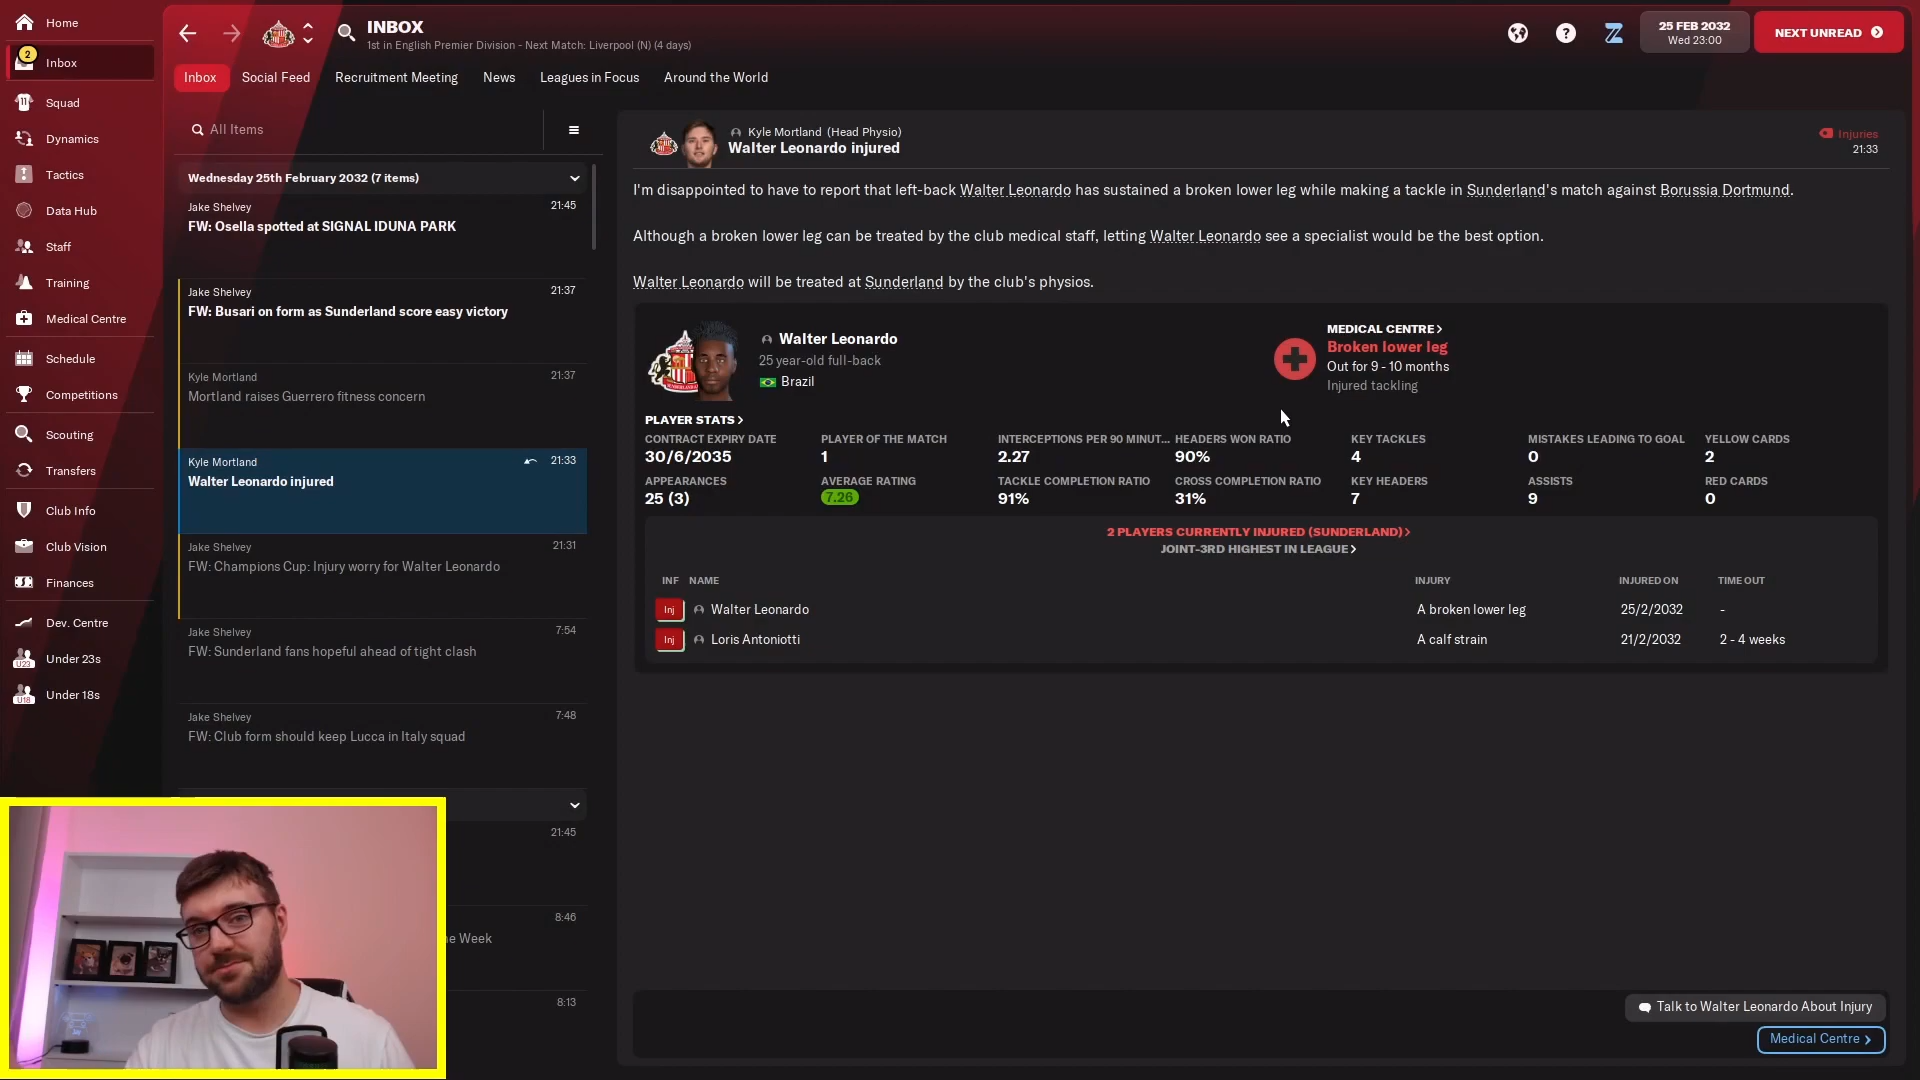 Home
2
Inbox
Squad
Dynamics
Tactics
Data Hub
Staff
Training
Medical Centre
Schedule
Competitions
Scouting
Transfers
Club Info
Club Vision
Finances
Dev. Centre
U23
Under 23s
U18
Under 18s
INBOX
1st in English Premier Division - Next Match: Liverpool (N) (4 days)
25 FEB 2032
Wed 23:00
NEXT UNREAD
Inbox
Social Feed
Recruitment Meeting
News
Leagues in Focus
Around the World
All Items
Wednesday 25th February 2032 (7 items)
Jake Shelvey 21:45
FW: Osella spotted at SIGNAL IDUNA PARK
Jake Shelvey 21:37
FW: Busari on form as Sunderland score easy victory
Kyle Mortland 21:37
Mortland raises Guerrero fitness concern
Kyle Mortland 21:33
Walter Leonardo injured
Jake Shelvey 21:31
FW: Champions Cup: Injury worry for Walter Leonardo
Jake Shelvey 7:54
FW: Sunderland fans hopeful ahead of tight clash
Jake Shelvey 7:48
FW: Club form should keep Lucca in Italy squad
21:45
8:46
he Week
8:13
Kyle Mortland (Head Physio)
Walter Leonardo injured
Injuries
21:33
I'm disappointed to have to report that left-back Walter Leonardo has sustained a broken lower leg while making a tackle in Sunderland's match against Borussia Dortmund.
Although a broken lower leg can be treated by the club medical staff, letting Walter Leonardo see a specialist would be the best option.
Walter Leonardo will be treated at Sunderland by the club's physios.
Walter Leonardo
25 year-old full-back
Brazil
MEDICAL CENTRE >
Broken lower leg
Out for 9 - 10 months
Injured tackling
PLAYER STATS >
CONTRACT EXPIRY DATE PLAYER OF THE MATCH INTERCEPTIONS PER 90 MINUT... HEADERS WON RATIO KEY TACKLES MISTAKES LEADING TO GOAL YELLOW CARDS
30/6/2035 1 2.27 90% 4 0 2
APPEARANCES AVERAGE RATING TACKLE COMPLETION RATIO CROSS COMPLETION RATIO KEY HEADERS ASSISTS RED CARDS
25 (3) 7.26 91% 31% 7 9 0
2 PLAYERS CURRENTLY INJURED (SUNDERLAND) >
JOINT-3RD HIGHEST IN LEAGUE >
INF NAME INJURY INJURED ON TIME OUT
Inj Walter Leonardo A broken lower leg 25/2/2032 -
Inj Loris Antoniotti A calf strain 21/2/2032 2 - 4 weeks
Talk to Walter Leonardo About Injury
Medical Centre >